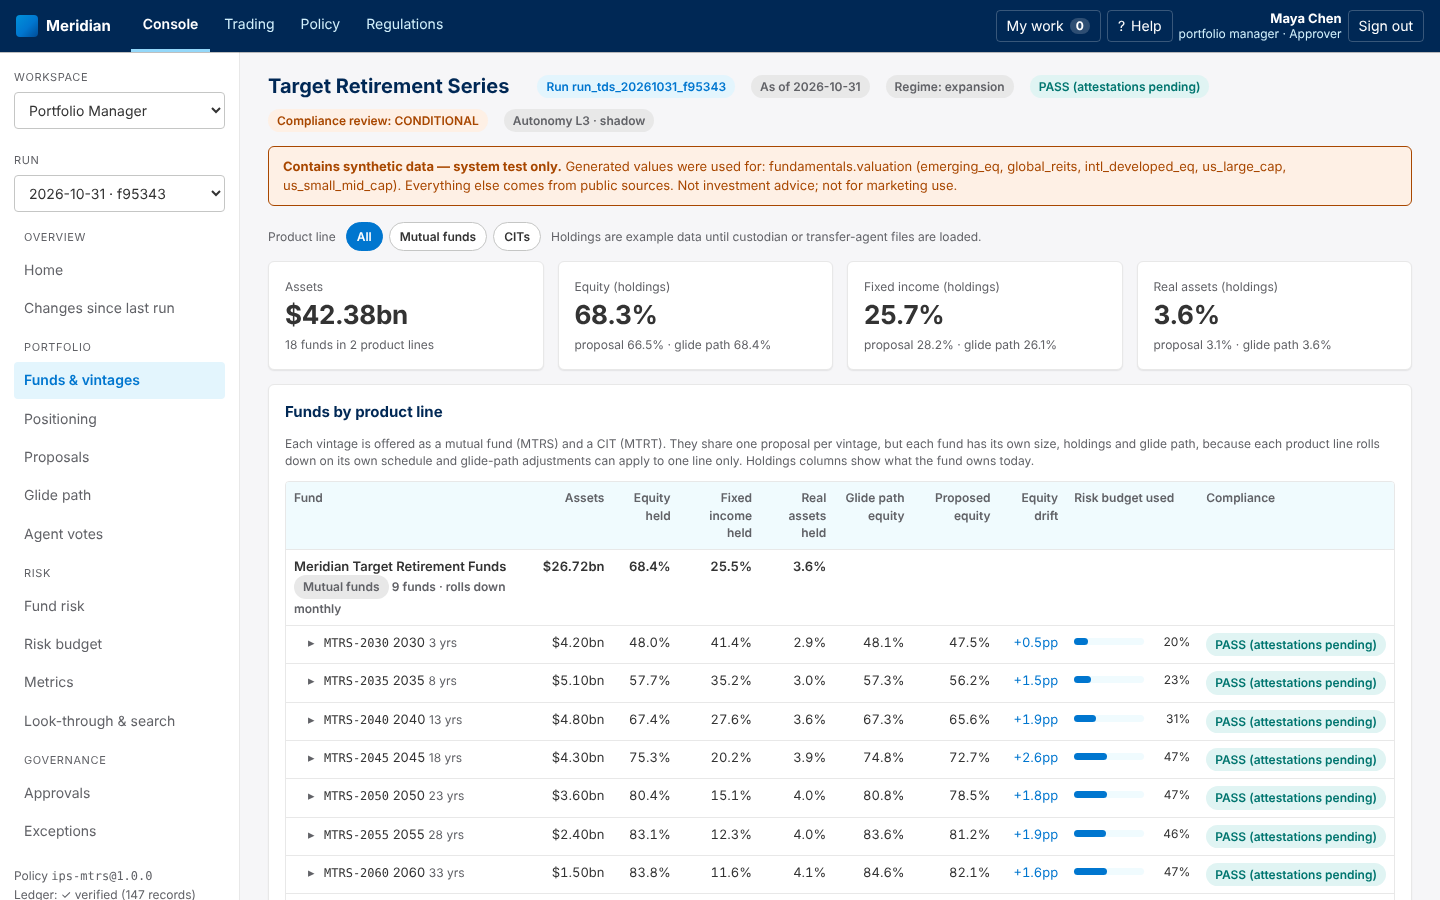 Meridian Console Trading Policy Regulations My work 0 ? Help Maya Chen Sign out
portfolio manager · Approver
WORKSPACE
Portfolio Manager
RUN
2026-10-31 · f95343
OVERVIEW
Home
Changes since last run
PORTFOLIO
Funds & vintages
Positioning
Proposals
Glide path
Agent votes
RISK
Fund risk
Risk budget
Metrics
Look-through & search
GOVERNANCE
Approvals
Exceptions
Policy ips-mtrs@1.0.0
Ledger: ✓ verified (147 records)
Target Retirement Series Run run_tds_20261031_f95343 As of 2026-10-31 Regime: expansion PASS (attestations pending)
Compliance review: CONDITIONAL Autonomy L3 · shadow
Contains synthetic data — system test only. Generated values were used for: fundamentals.valuation (emerging_eq, global_reits, intl_developed_eq, us_large_cap,
us_small_mid_cap). Everything else comes from public sources. Not investment advice; not for marketing use.
Product line All Mutual funds CITs Holdings are example data until custodian or transfer-agent files are loaded.
Assets
$42.38bn
18 funds in 2 product lines
Equity (holdings)
68.3%
proposal 66.5% · glide path 68.4%
Fixed income (holdings)
25.7%
proposal 28.2% · glide path 26.1%
Real assets (holdings)
3.6%
proposal 3.1% · glide path 3.6%
Funds by product line
Each vintage is offered as a mutual fund (MTRS) and a CIT (MTRT). They share one proposal per vintage, but each fund has its own size, holdings and glide path, because each product line rolls
down on its own schedule and glide-path adjustments can apply to one line only. Holdings columns show what the fund owns today.
Fund Assets Equity Fixed Real Glide path Proposed Equity Risk budget used Compliance
held income assets equity equity drift
held held
Meridian Target Retirement Funds $26.72bn 68.4% 25.5% 3.6%
Mutual funds 9 funds · rolls down
monthly
▸ MTRS-2030 2030 3 yrs $4.20bn 48.0% 41.4% 2.9% 48.1% 47.5% +0.5pp 20% PASS (attestations pending)
▸ MTRS-2035 2035 8 yrs $5.10bn 57.7% 35.2% 3.0% 57.3% 56.2% +1.5pp 23% PASS (attestations pending)
▸ MTRS-2040 2040 13 yrs $4.80bn 67.4% 27.6% 3.6% 67.3% 65.6% +1.9pp 31% PASS (attestations pending)
▸ MTRS-2045 2045 18 yrs $4.30bn 75.3% 20.2% 3.9% 74.8% 72.7% +2.6pp 47% PASS (attestations pending)
▸ MTRS-2050 2050 23 yrs $3.60bn 80.4% 15.1% 4.0% 80.8% 78.5% +1.8pp 47% PASS (attestations pending)
▸ MTRS-2055 2055 28 yrs $2.40bn 83.1% 12.3% 4.0% 83.6% 81.2% +1.9pp 46% PASS (attestations pending)
▸ MTRS-2060 2060 33 yrs $1.50bn 83.8% 11.6% 4.1% 84.6% 82.1% +1.6pp 47% PASS (attestations pending)